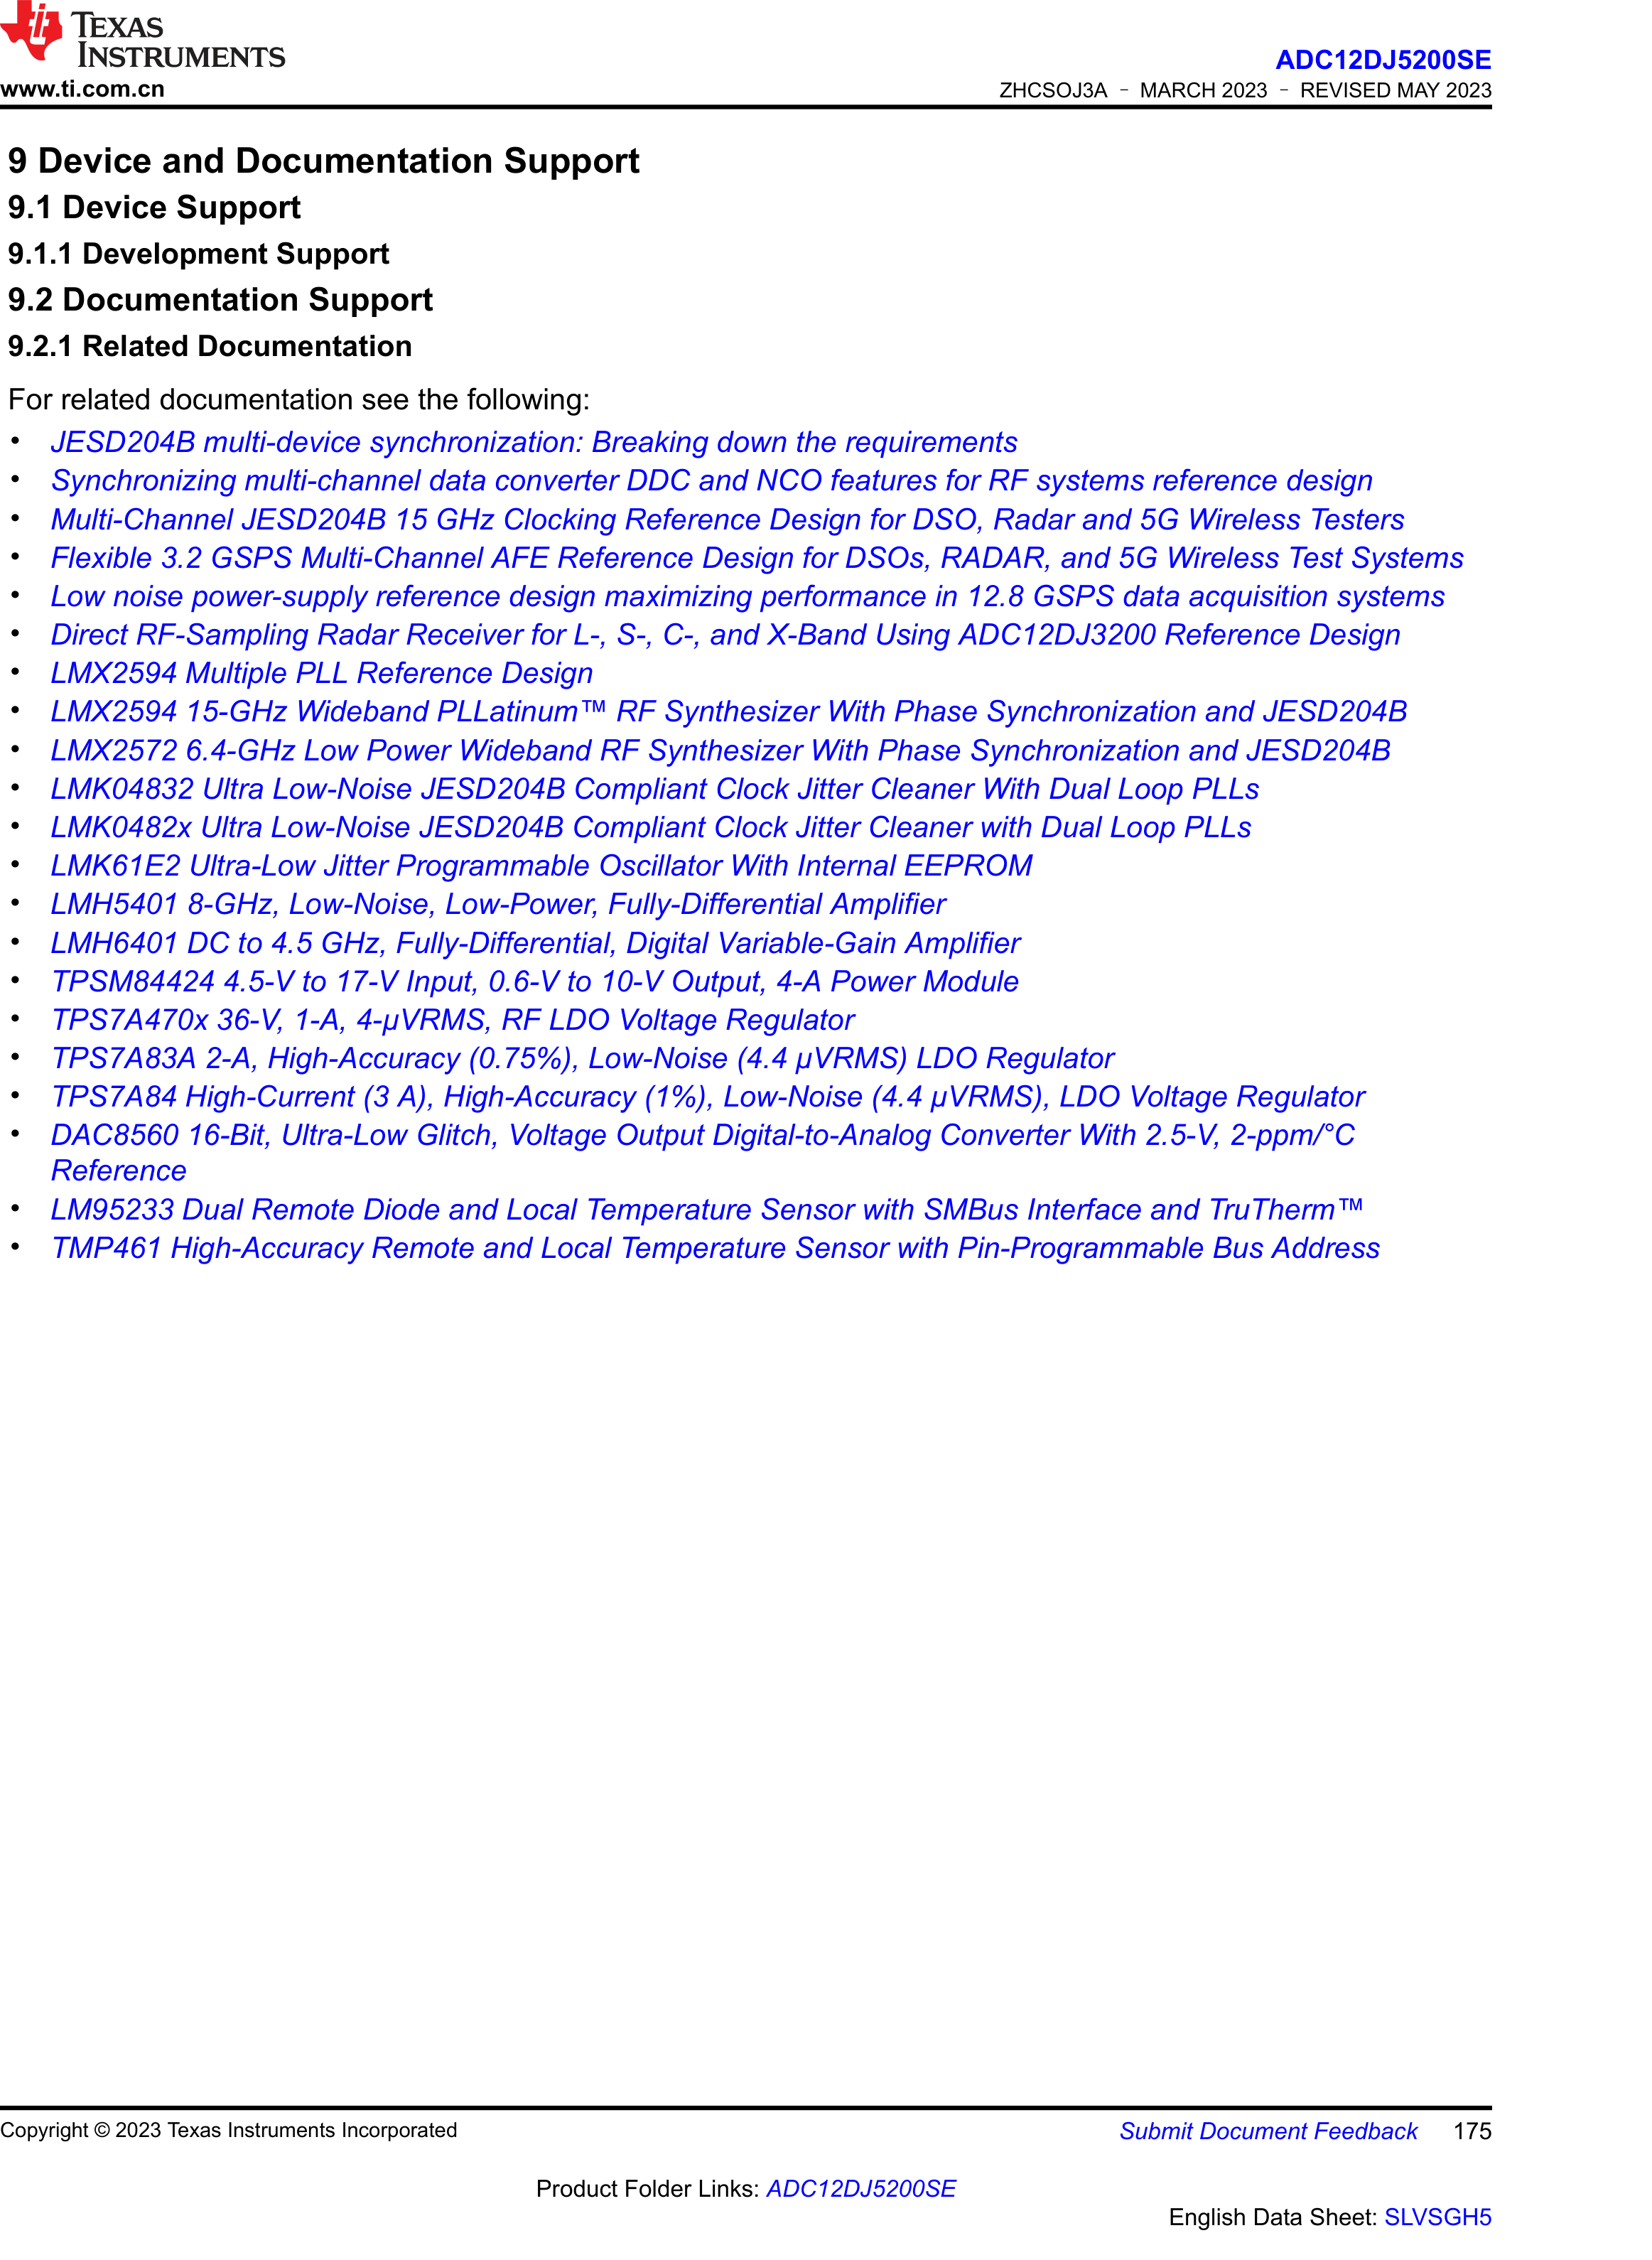 TEXAS
INSTRUMENTS
www.ti.com.cn
ADC12DJ5200SE
ZHCSOJ3A – MARCH 2023 – REVISED MAY 2023
9 Device and Documentation Support
9.1 Device Support
9.1.1 Development Support
9.2 Documentation Support
9.2.1 Related Documentation
For related documentation see the following:
• JESD204B multi-device synchronization: Breaking down the requirements
• Synchronizing multi-channel data converter DDC and NCO features for RF systems reference design
• Multi-Channel JESD204B 15 GHz Clocking Reference Design for DSO, Radar and 5G Wireless Testers
• Flexible 3.2 GSPS Multi-Channel AFE Reference Design for DSOs, RADAR, and 5G Wireless Test Systems
• Low noise power-supply reference design maximizing performance in 12.8 GSPS data acquisition systems
• Direct RF-Sampling Radar Receiver for L-, S-, C-, and X-Band Using ADC12DJ3200 Reference Design
• LMX2594 Multiple PLL Reference Design
• LMX2594 15-GHz Wideband PLLatinum™ RF Synthesizer With Phase Synchronization and JESD204B
• LMX2572 6.4-GHz Low Power Wideband RF Synthesizer With Phase Synchronization and JESD204B
• LMK04832 Ultra Low-Noise JESD204B Compliant Clock Jitter Cleaner With Dual Loop PLLs
• LMK0482x Ultra Low-Noise JESD204B Compliant Clock Jitter Cleaner with Dual Loop PLLs
• LMK61E2 Ultra-Low Jitter Programmable Oscillator With Internal EEPROM
• LMH5401 8-GHz, Low-Noise, Low-Power, Fully-Differential Amplifier
• LMH6401 DC to 4.5 GHz, Fully-Differential, Digital Variable-Gain Amplifier
• TPSM84424 4.5-V to 17-V Input, 0.6-V to 10-V Output, 4-A Power Module
• TPS7A470x 36-V, 1-A, 4-µVRMS, RF LDO Voltage Regulator
• TPS7A83A 2-A, High-Accuracy (0.75%), Low-Noise (4.4 µVRMS) LDO Regulator
• TPS7A84 High-Current (3 A), High-Accuracy (1%), Low-Noise (4.4 µVRMS), LDO Voltage Regulator
• DAC8560 16-Bit, Ultra-Low Glitch, Voltage Output Digital-to-Analog Converter With 2.5-V, 2-ppm/°C
Reference
• LM95233 Dual Remote Diode and Local Temperature Sensor with SMBus Interface and TruTherm™
• TMP461 High-Accuracy Remote and Local Temperature Sensor with Pin-Programmable Bus Address
Copyright © 2023 Texas Instruments Incorporated
Submit Document Feedback 175
Product Folder Links: ADC12DJ5200SE
English Data Sheet: SLVSGH5